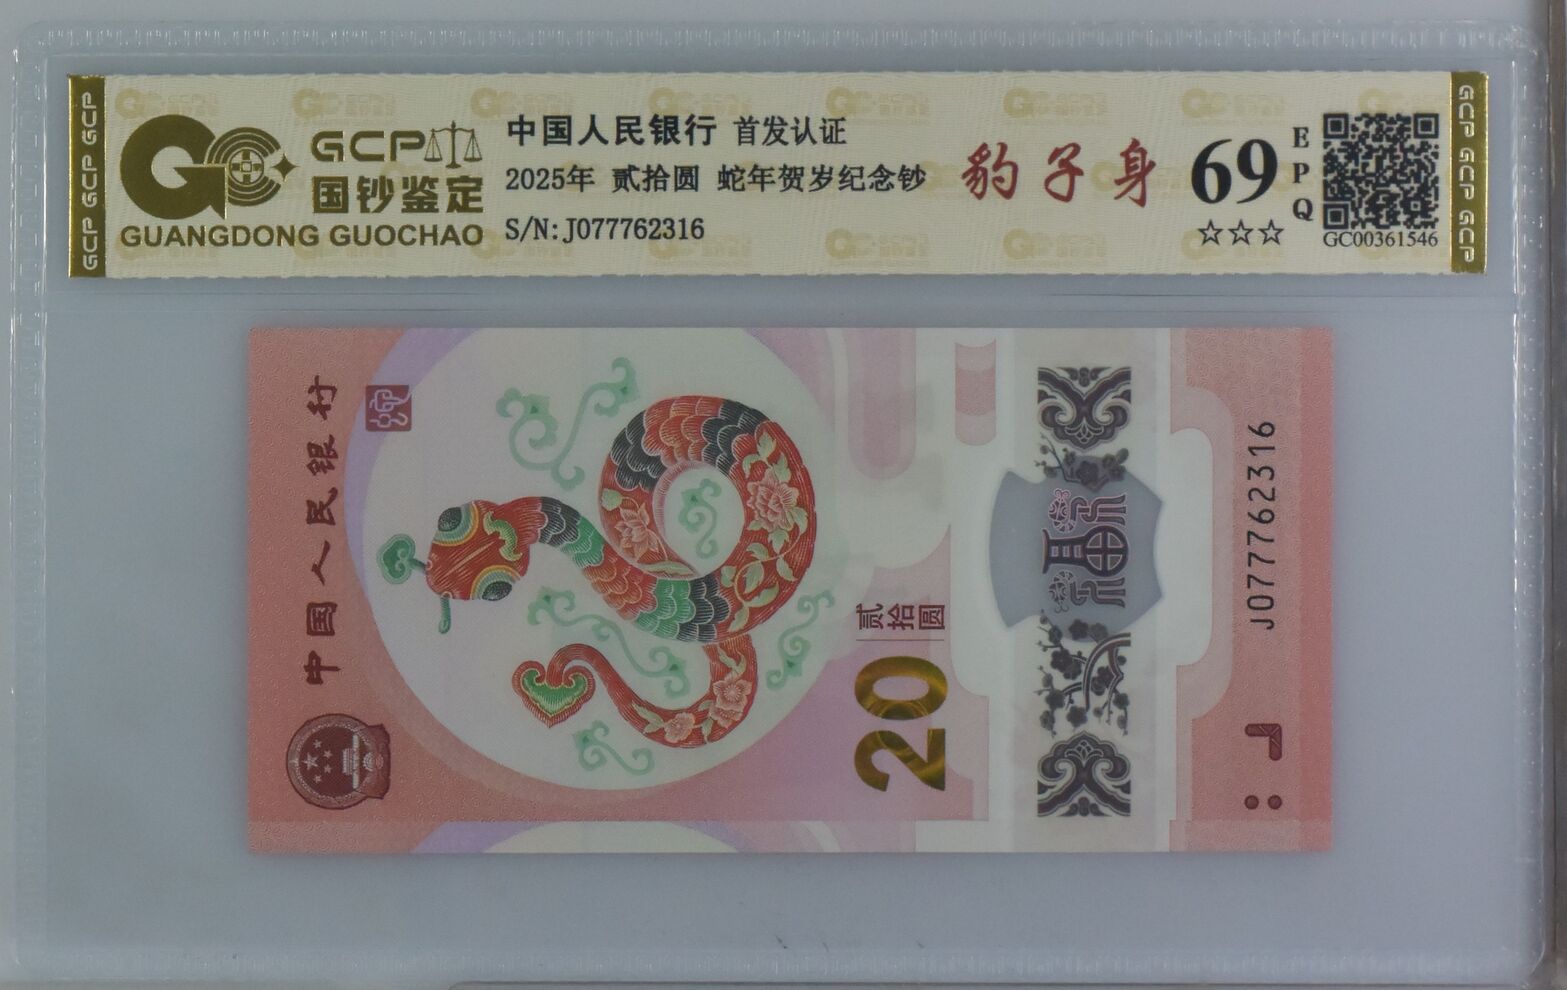 GCP GCP GCP
GCP
国钞鉴定
GUANGDONG GUOCHAO
中国人民银行 首发认证
2025年 贰拾圆 蛇年贺岁纪念钞
S/N:J077762316
豹子身
69
EPQ
☆☆☆
GC00361546
GCP GCP GCP
中国人民银行
贰拾圆
20
福
J077762316